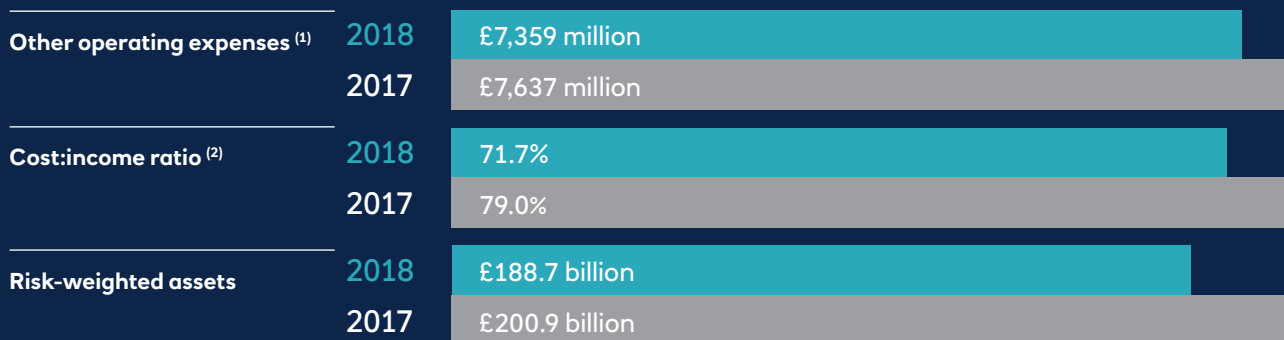 Other operating expenses (1)
2018 £7,359 million
2017 £7,637 million
Cost:income ratio (2)
2018 71.7%
2017 79.0%
Risk-weighted assets
2018 £188.7 billion
2017 £200.9 billion